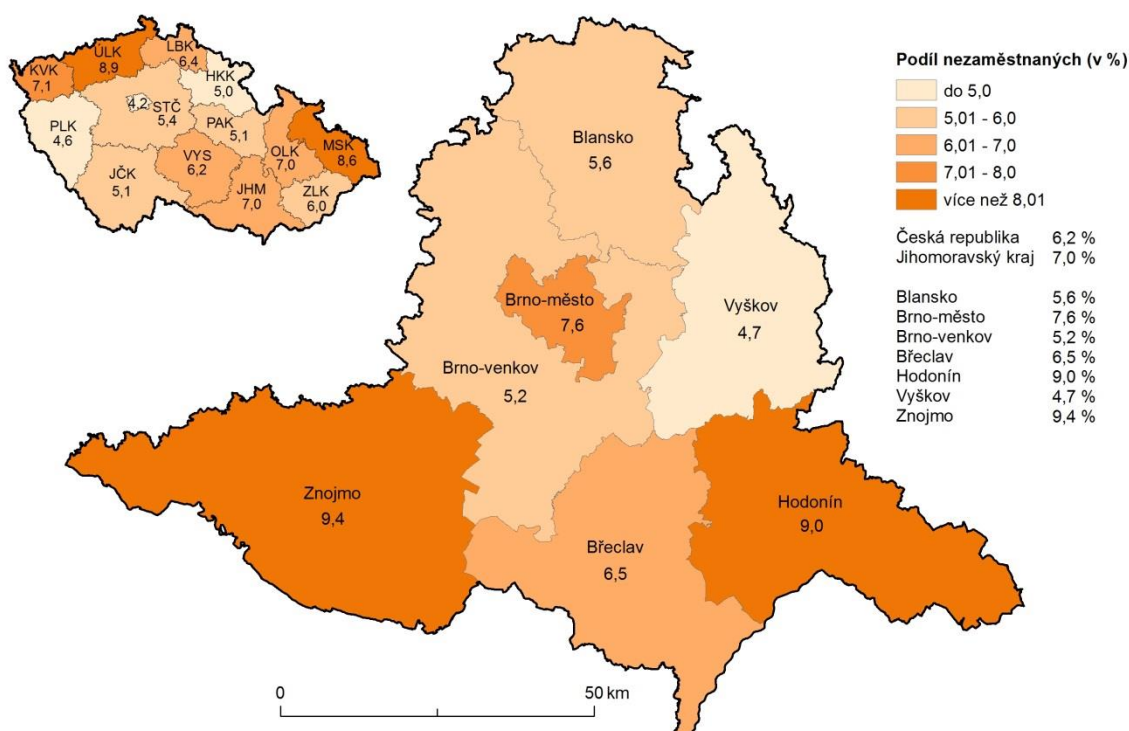 ÚLK
8,9
LBK
6,4
KVK
7,1
HKK
5,0
4,2
STČ
5,4
PLK
4,6
PAK
5,1
MSK
8,6
OLK
7,0
VYS
6,2
JČK
5,1
JHM
7,0
ZLK
6,0
Blansko
5,6
Brno-město
7,6
Vyškov
4,7
Brno-venkov
5,2
Znojmo
9,4
Hodonín
9,0
Břeclav
6,5
0 50 km
Podíl nezaměstnaných (v %)
do 5,0
5,01 - 6,0
6,01 - 7,0
7,01 - 8,0
více než 8,01
Česká republika 6,2 %
Jihomoravský kraj 7,0 %
Blansko 5,6 %
Brno-město 7,6 %
Brno-venkov 5,2 %
Břeclav 6,5 %
Hodonín 9,0 %
Vyškov 4,7 %
Znojmo 9,4 %